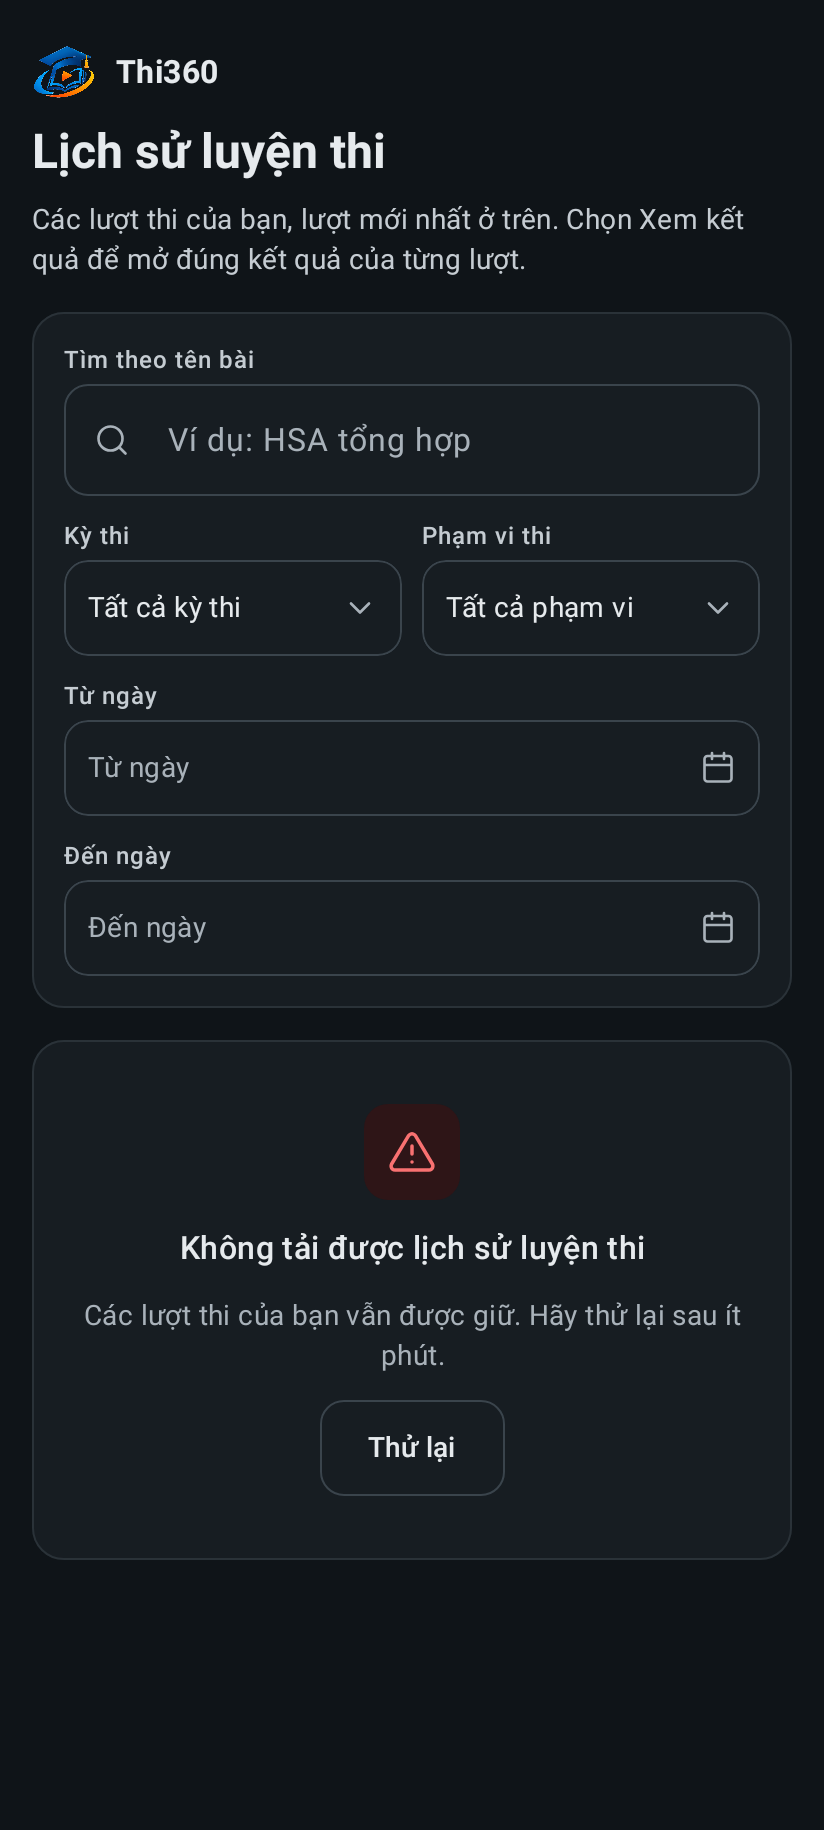 Thi360
Lịch sử luyện thi
Các lượt thi của bạn, lượt mới nhất ở trên. Chọn Xem kết
quả để mở đúng kết quả của từng lượt.
Tìm theo tên bài
Ví dụ: HSA tổng hợp
Kỳ thi
Phạm vi thi
Tất cả kỳ thi
Tất cả phạm vi
Từ ngày
Từ ngày
Đến ngày
Đến ngày
Không tải được lịch sử luyện thi
Các lượt thi của bạn vẫn được giữ. Hãy thử lại sau ít
phút.
Thử lại